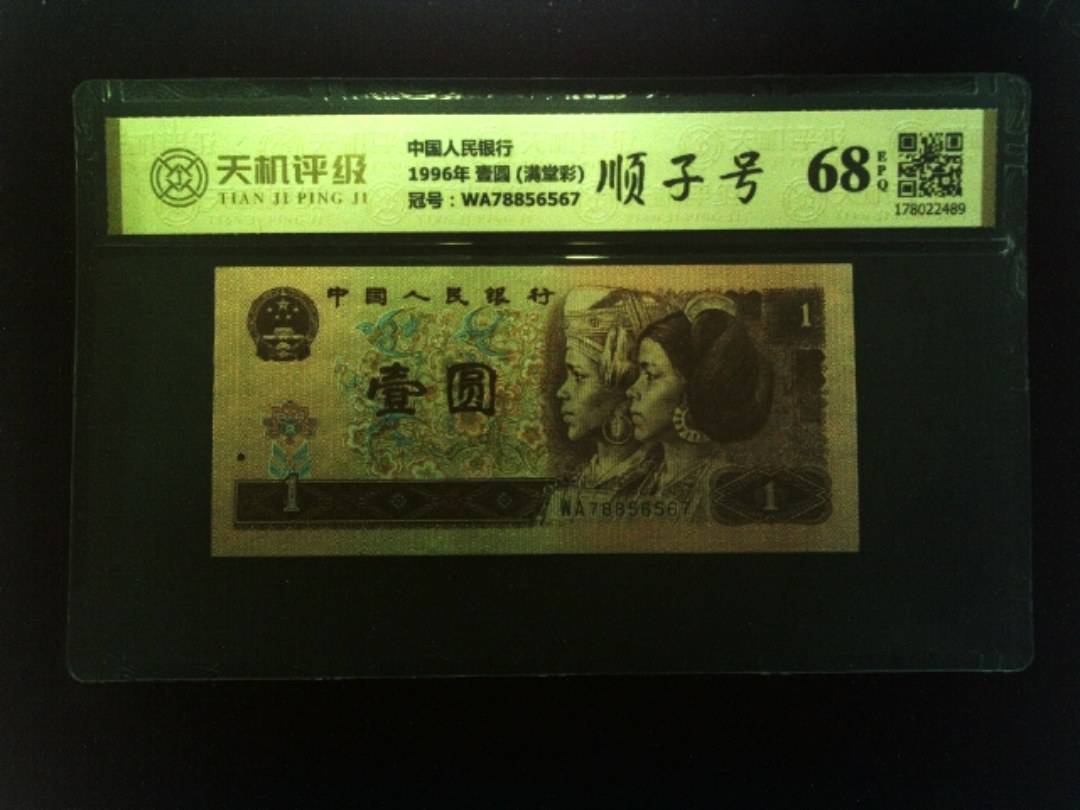 天机评级
TIAN JI PING JI
中国人民银行
1996年 壹圆 (满堂彩)
冠号：WA78856567
顺子号
68
EPQ
178022489
中国人民银行
壹圆
1
1
WA78856567
1